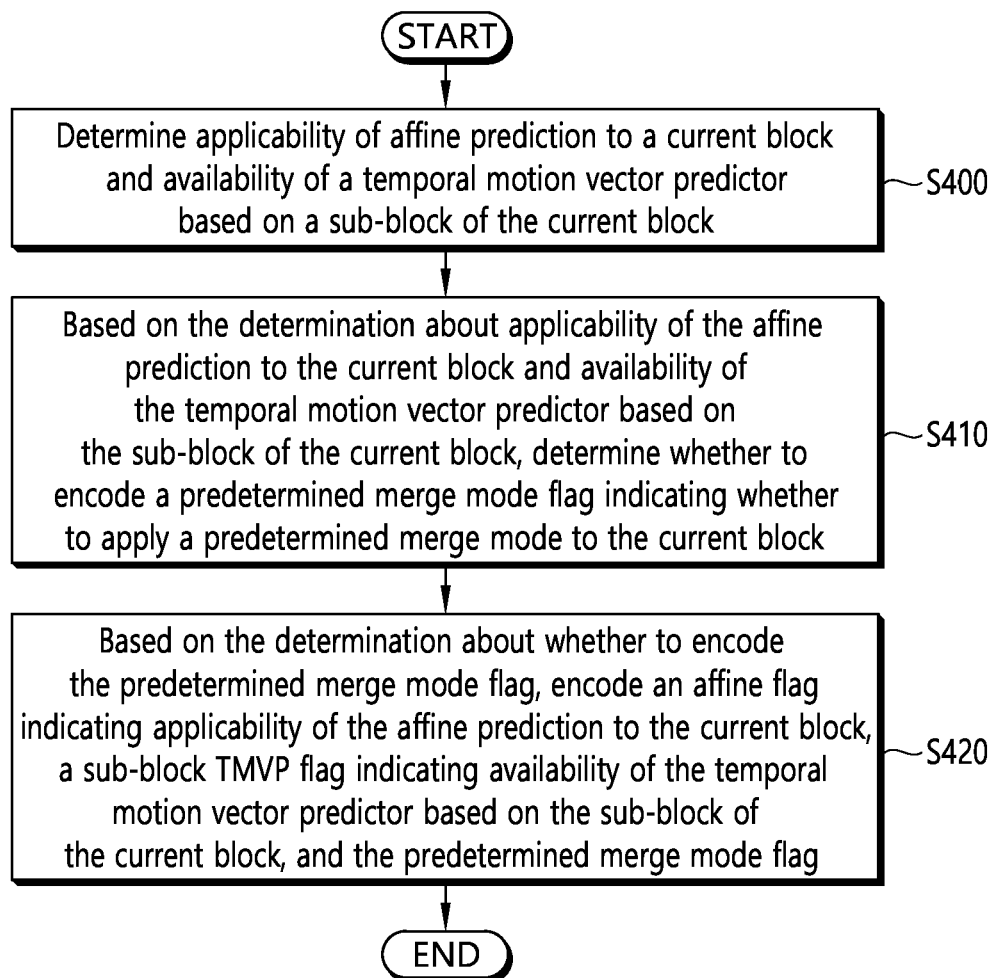 START
Determine applicability of affine prediction to a current block
and availability of a temporal motion vector predictor
based on a sub-block of the current block
S400
Based on the determination about applicability of the affine
prediction to the current block and availability of
the temporal motion vector predictor based on
the sub-block of the current block, determine whether to
encode a predetermined merge mode flag indicating whether
to apply a predetermined merge mode to the current block
S410
Based on the determination about whether to encode
the predetermined merge mode flag, encode an affine flag
indicating applicability of the affine prediction to the current block,
a sub-block TMVP flag indicating availability of the temporal
motion vector predictor based on the sub-block of
the current block, and the predetermined merge mode flag
S420
END